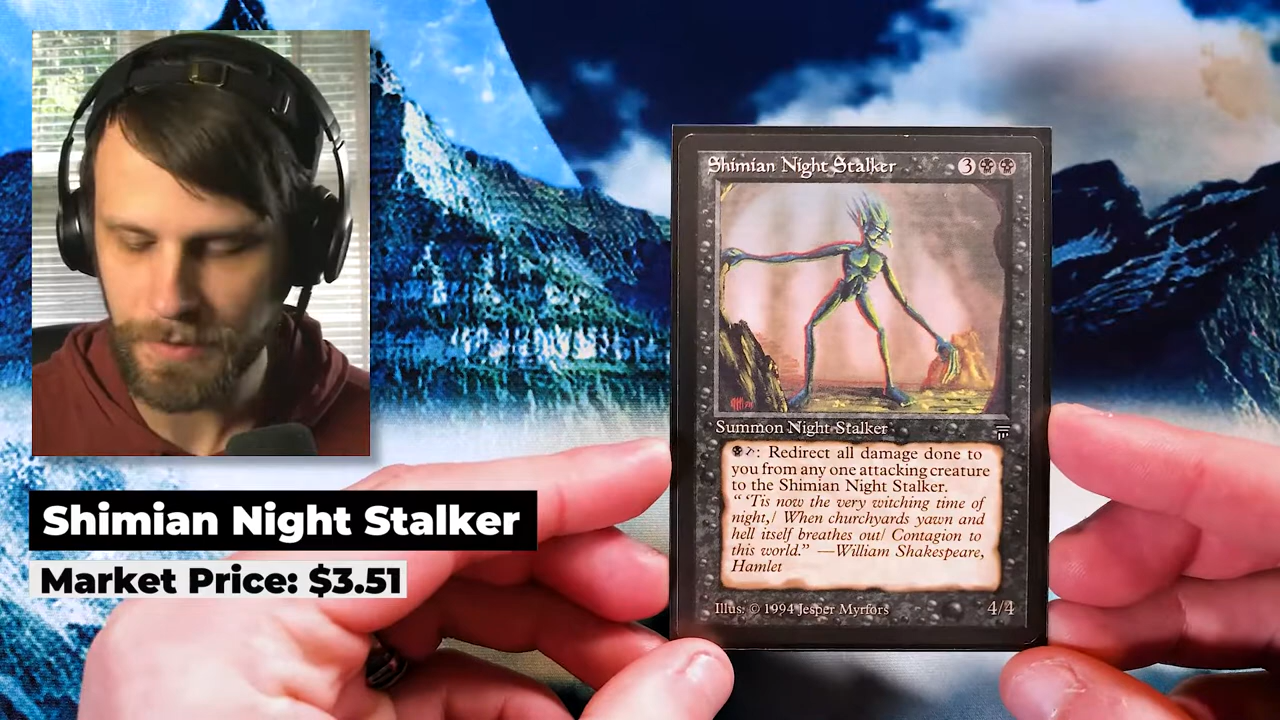 Shimian Night Stalker 3
Summon Night Stalker
: Redirect all damage done to
you from any one attacking creature
to the Shimian Night Stalker.
“ ‘Tis now the very witching time of
night,/ When churchyards yawn and
hell itself breathes out/ Contagion to
this world.” —William Shakespeare,
Hamlet
Illus. © 1994 Jesper Myrfors 4/4
Shimian Night Stalker
Market Price: $3.51